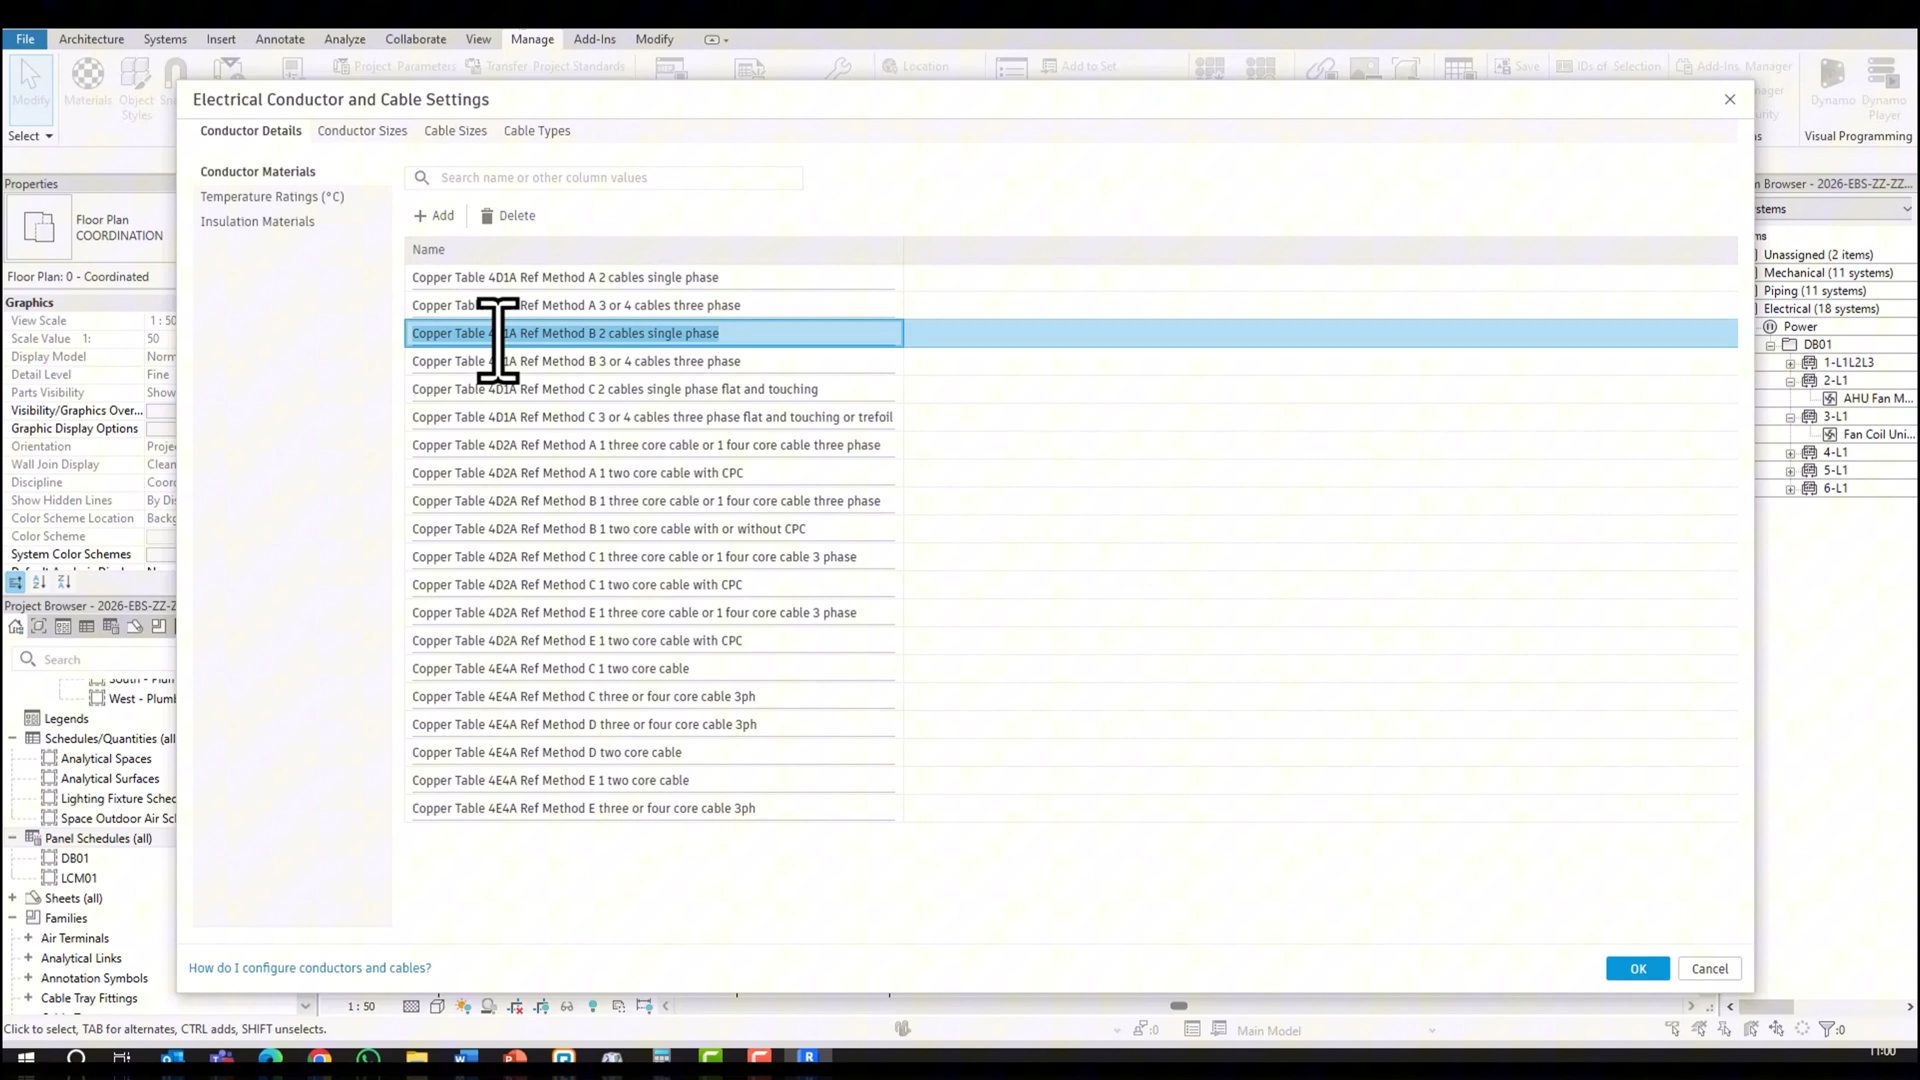 File Architecture Systems Insert Annotate Analyze Collaborate View Manage Add-Ins Modify
Project Parameters Transfer Project Standards Location Add to Set Save IDs of Selection Add-Ins Manager
Modify Materials Object Styles Dynamo Dynamo Player
Select Visual Programming
Electrical Conductor and Cable Settings
Conductor Details Conductor Sizes Cable Sizes Cable Types
Conductor Materials
Temperature Ratings (°C)
Insulation Materials
Search name or other column values
Add Delete
Name
Copper Table 4D1A Ref Method A 2 cables single phase
Copper Ref Method A 3 or 4 cables three phase
Copper Table Ref Method B 2 cables single phase
Copper Table Ref Method B 3 or 4 cables three phase
Copper Table 4D1A Ref Method C 2 cables single phase flat and touching
Copper Table 4D1A Ref Method C 3 or 4 cables three phase flat and touching or trefoil
Copper Table 4D2A Ref Method A 1 three core cable or 1 four core cable three phase
Copper Table 4D2A Ref Method A 1 two core cable with CPC
Copper Table 4D2A Ref Method B 1 three core cable or 1 four core cable three phase
Copper Table 4D2A Ref Method B 1 two core cable with or without CPC
Copper Table 4D2A Ref Method C 1 three core cable or 1 four core cable 3 phase
Copper Table 4D2A Ref Method C 1 two core cable with CPC
Copper Table 4D2A Ref Method E 1 three core cable or 1 four core cable 3 phase
Copper Table 4D2A Ref Method E 1 two core cable with CPC
Copper Table 4E4A Ref Method C 1 two core cable
Copper Table 4E4A Ref Method C three or four core cable 3ph
Copper Table 4E4A Ref Method D three or four core cable 3ph
Copper Table 4E4A Ref Method D two core cable
Copper Table 4E4A Ref Method E 1 two core cable
Copper Table 4E4A Ref Method E three or four core cable 3ph
How do I configure conductors and cables?
OK Cancel
Properties
Floor Plan
COORDINATION
Floor Plan: 0 - Coordinated
Graphics
View Scale 1 : 50
Scale Value 1: 50
Display Model Norm
Detail Level Fine
Parts Visibility
Visibility/Graphics Over...
Graphic Display Options
Orientation Projec
Wall Join Display Clean
Discipline Coor
Show Hidden Lines By Di
Color Scheme Location Backg
Color Scheme
System Color Schemes
Project Browser - 2026-EBS-ZZ-Z
Search
West - Plumb
Legends
Schedules/Quantities (all
Analytical Spaces
Analytical Surfaces
Lighting Fixture Sched
Space Outdoor Air Sc
Panel Schedules (all)
DB01
LCM01
Sheets (all)
Families
Air Terminals
Analytical Links
Annotation Symbols
Cable Tray Fittings
m Browser - 2026-EBS-ZZ-ZZ...
stems
ms
Unassigned (2 items)
Mechanical (11 systems)
Piping (11 systems)
Electrical (18 systems)
Power
DB01
1-L1L2L3
2-L1
AHU Fan M...
3-L1
Fan Coil Uni...
4-L1
5-L1
6-L1
1 : 50
Click to select, TAB for alternates, CTRL adds, SHIFT unselects.
:0 Main Model :0
11:00